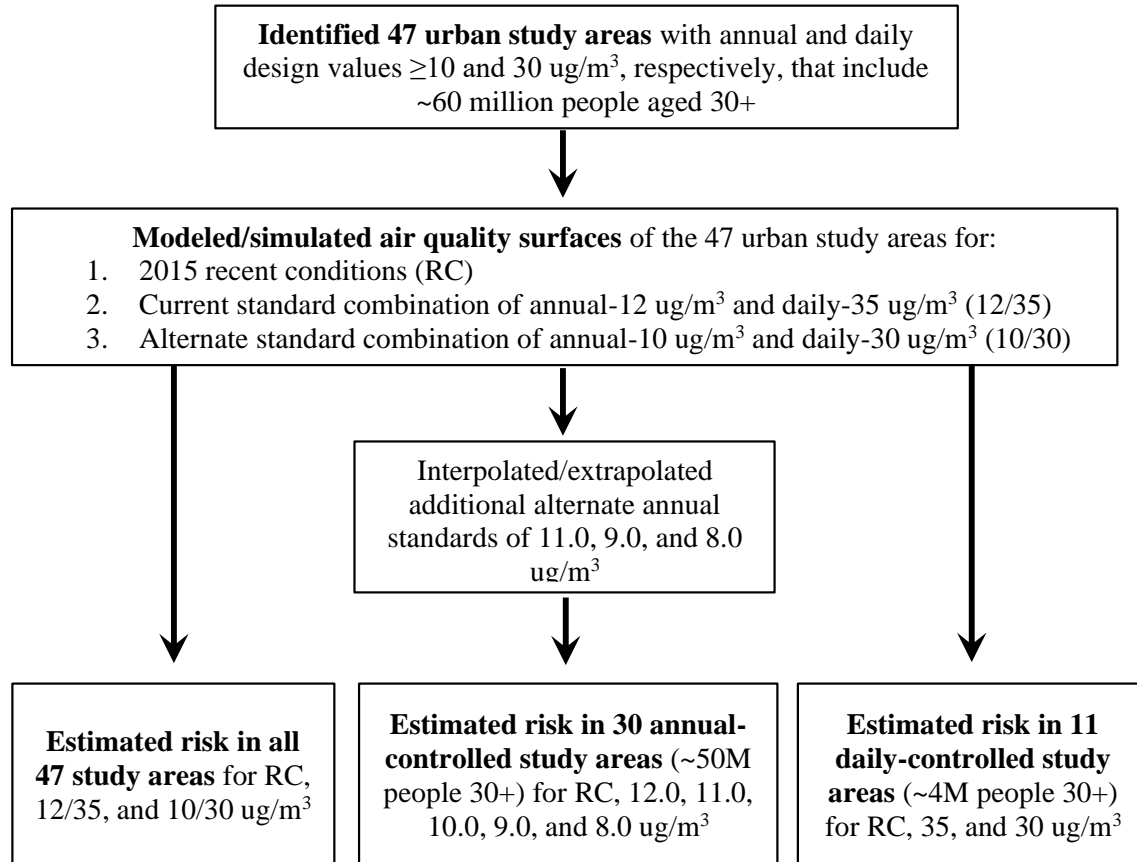 Identified 47 urban study areas with annual and daily
design values ≥10 and 30 ug/m³, respectively, that include
~60 million people aged 30+
Modeled/simulated air quality surfaces of the 47 urban study areas for:
1. 2015 recent conditions (RC)
2. Current standard combination of annual-12 ug/m³ and daily-35 ug/m³ (12/35)
3. Alternate standard combination of annual-10 ug/m³ and daily-30 ug/m³ (10/30)
Interpolated/extrapolated
additional alternate annual
standards of 11.0, 9.0, and 8.0
ug/m³
Estimated risk in all
47 study areas for RC,
12/35, and 10/30 ug/m³
Estimated risk in 30 annual-
controlled study areas (~50M
people 30+) for RC, 12.0, 11.0,
10.0, 9.0, and 8.0 ug/m³
Estimated risk in 11
daily-controlled study
areas (~4M people 30+)
for RC, 35, and 30 ug/m³